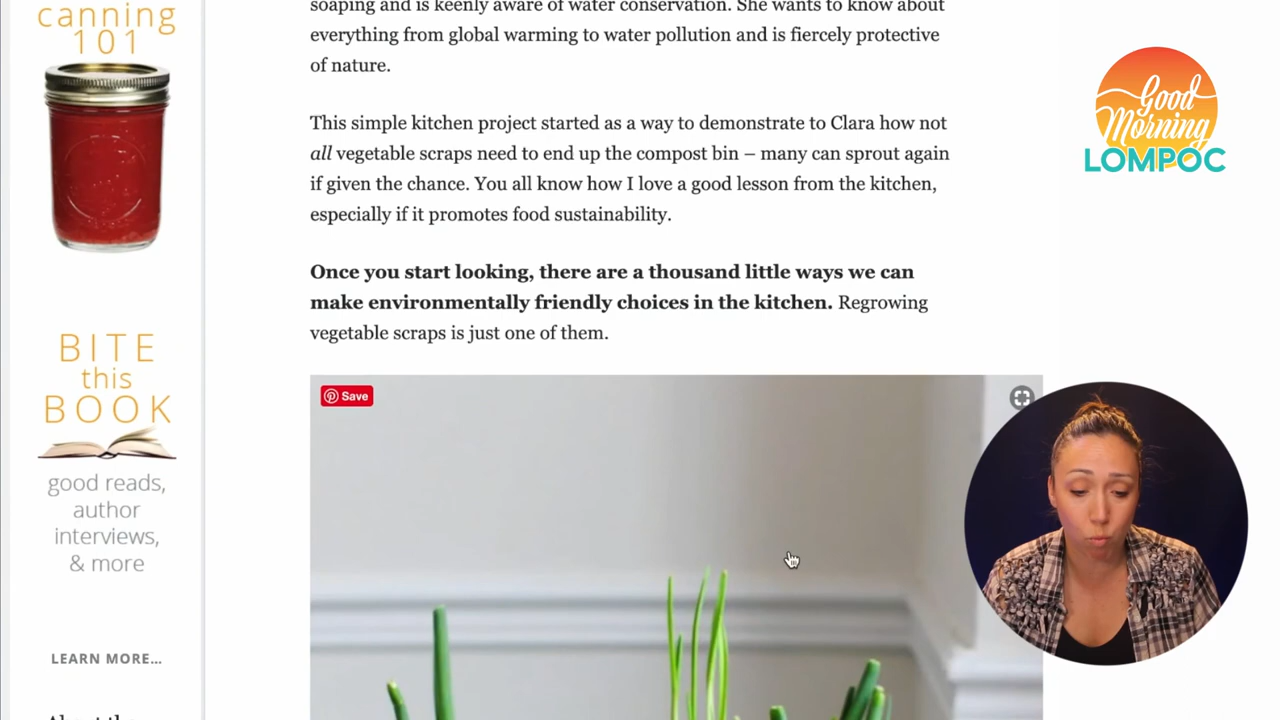 canning
101
BITE
this
BOOK
good reads,
author
interviews,
& more
LEARN MORE...
soaping and is keenly aware of water conservation. She wants to know about
everything from global warming to water pollution and is fiercely protective
of nature.
This simple kitchen project started as a way to demonstrate to Clara how not
all vegetable scraps need to end up the compost bin – many can sprout again
if given the chance. You all know how I love a good lesson from the kitchen,
especially if it promotes food sustainability.
Once you start looking, there are a thousand little ways we can
make environmentally friendly choices in the kitchen. Regrowing
vegetable scraps is just one of them.
Save
Good
Morning
LOMPOC